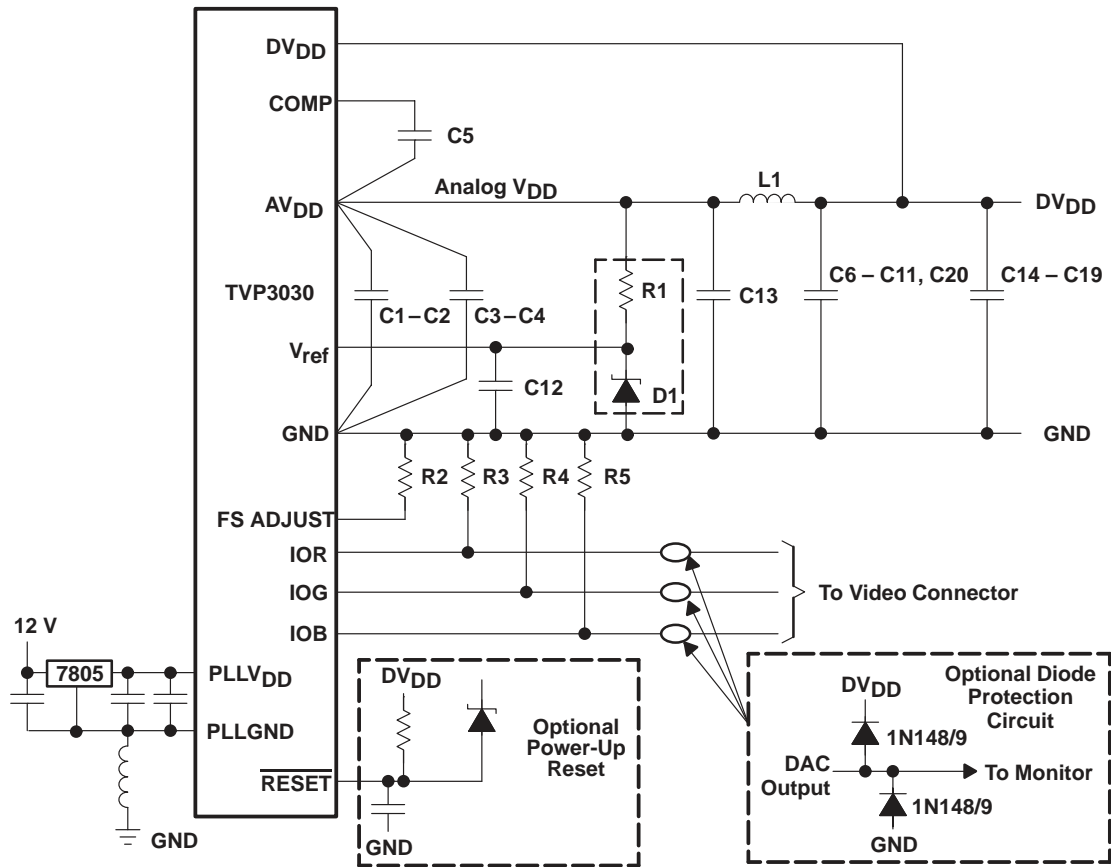 DVDD
COMP
C5
Analog VDD
L1
AVDD
DVDD
TVP3030
C1 – C2
C3 – C4
R1
C13
C6 – C11, C20
C14 – C19
Vref
C12
D1
GND
GND
R2
R3
R4
R5
FS ADJUST
IOR
IOG
IOB
To Video Connector
12 V
7805
PLLVDD
PLLGND
GND
RESET
DVDD
Optional
Power-Up
Reset
GND
Optional Diode
Protection
Circuit
DVDD
1N148/9
DAC
Output
To Monitor
1N148/9
GND